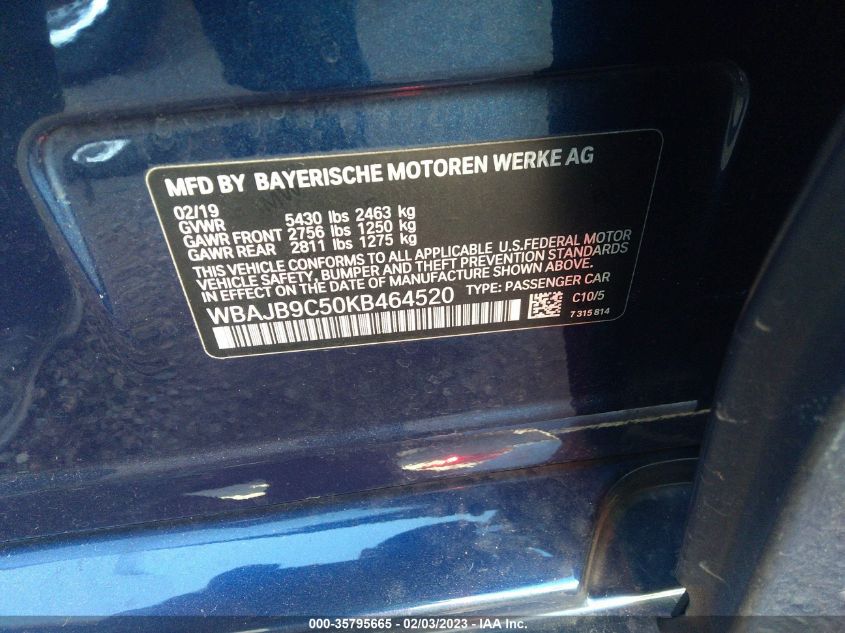 MFD BY BAYERISCHE MOTOREN WERKE AG
02/19
GVWR 5430 lbs 2463 kg
GAWR FRONT 2756 lbs 1250 kg
GAWR REAR 2811 lbs 1275 kg
THIS VEHICLE CONFORMS TO ALL APPLICABLE U.S.FEDERAL MOTOR
VEHICLE SAFETY, BUMPER AND THEFT PREVENTION STANDARDS
IN EFFECT ON THE DATE OF MANUFACTURE SHOWN ABOVE.
WBAJB9C50KB464520 TYPE: PASSENGER CAR
C10/5
7 315 814
000-35795665 — 02/03/2023 — IAA Inc.